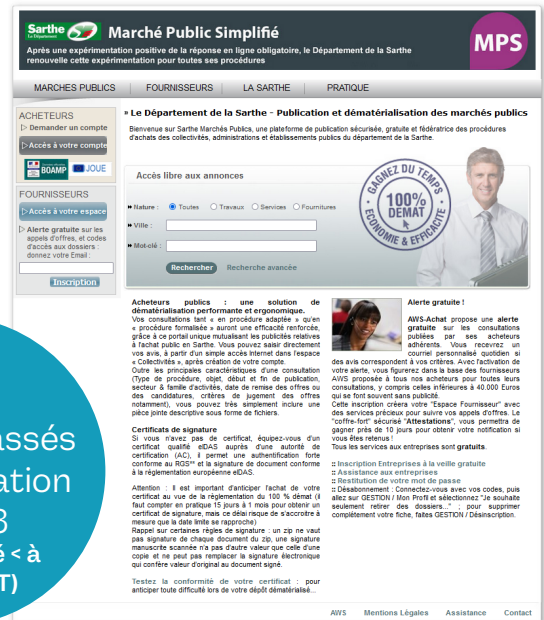 Sarthe
Le Département
Marché Public Simplifié
Après une expérimentation positive de la réponse en ligne obligatoire, le Département de la Sarthe
renouvelle cette expérimentation pour toutes ses procédures
MPS
MARCHES PUBLICS
FOURNISSEURS
LA SARTHE
PRATIQUE
ACHETEURS
Demander un compte
Accès à votre compte
BOAMP
JOUE
FOURNISSEURS
Accès à votre espace
Alerte gratuite sur les
appels d'offres, et codes
d'accès aux dossiers :
donnez votre Email :
Inscription
» Le Département de la Sarthe - Publication et dématérialisation des marchés publics
Bienvenue sur Sarthe Marchés Publics, une plateforme de publication sécurisée, gratuite et fédératrice des procédures
d'achats des collectivités, administrations et établissements publics du département de la Sarthe.
Accès libre aux annonces
Nature : Toutes Travaux Services Fournitures
Ville :
Mot-clé :
Rechercher
Recherche avancée
GAGNEZ DU TEMPS
100%
DEMAT
ECONOMIE & EFFICACITE
Acheteurs publics : une solution de
dématérialisation performante et ergonomique.
Vos consultations tant « en procédure adaptée » qu'en
« procédure formalisée » auront une efficacité renforcée,
grâce à ce portail unique mutualisant les publicités relatives
à l'achat public en Sarthe. Vous pouvez saisir directement
vos avis, à partir d'un simple accès Internet dans l'espace
« Collectivités », après création de votre compte.
Outre les principales caractéristiques d'une consultation
(Type de procédure, objet, début et fin de publication,
secteur & famille d'activités, date de remise des offres ou
des candidatures, critères de jugement des offres
notamment), vous pouvez très simplement inclure une
pièce jointe descriptive sous forme de fichiers.
Certificats de signature
Si vous n'avez pas de certificat, équipez-vous d'un
certificat qualifié eIDAS auprès d'une autorité de
certification (AC), il permet une authentification forte
conforme au RGS** et la signature de document conforme
à la réglementation européenne eIDAS.
Attention : Il est important d'anticiper l'achat de votre
certificat au vue de la règlementation du 100 % démat (il
faut compter en pratique 15 jours à 1 mois pour obtenir un
certificat de signature, mais ce délai risque de s'accroitre à
mesure que la date limite se rapproche)
Rappel sur certaines règles de signature : un zip ne vaut
pas signature de chaque document du zip, une signature
manuscrite scannée n'a pas d'autre valeur que celle d'une
copie et ne peut pas remplacer la signature électronique
qui confère valeur d'original au document signé.
Testez la conformité de votre certificat : pour
anticiper toute difficulté lors de votre dépôt dématérialisé...
Alerte gratuite !
AWS-Achat propose une alerte
gratuite sur les consultations
publiées par ses acheteurs
adhérents. Vous recevrez un
courriel personnalisé quotidien si
des avis correspondent à vos critères. Avec l'activation de
votre alerte, vous figurerez dans la base fournisseurs
AWS proposée à tous nos acheteurs pour toutes leurs
consultations, y compris celles inférieures à 40.000 Euros
qui se font souvent sans publicité.
Cette inscription créera votre "Espace Fournisseur" avec
des services précieux pour suivre vos appels d'offres. Le
"coffre-fort" sécurisé "Attestations", vous permettra de
gagner près de 10 jours pour obtenir votre notification si
vous êtes retenus !
Tous les services aux entreprises sont gratuits.
:: Inscription Entreprises à la veille gratuite
:: Assistance aux entreprises
:: Restitution de votre mot de passe
:: Désabonnement : Connectez-vous avec vos codes, puis
allez sur GESTION / Mon Profil et sélectionnez "Je souhaite
seulement retirer des dossiers..." ; pour supprimer
complètement votre fiche, faites GESTION / Désinscription.
AWS
Mentions Légales
Assistance
Contact
assés
ation
3
é < à
T)